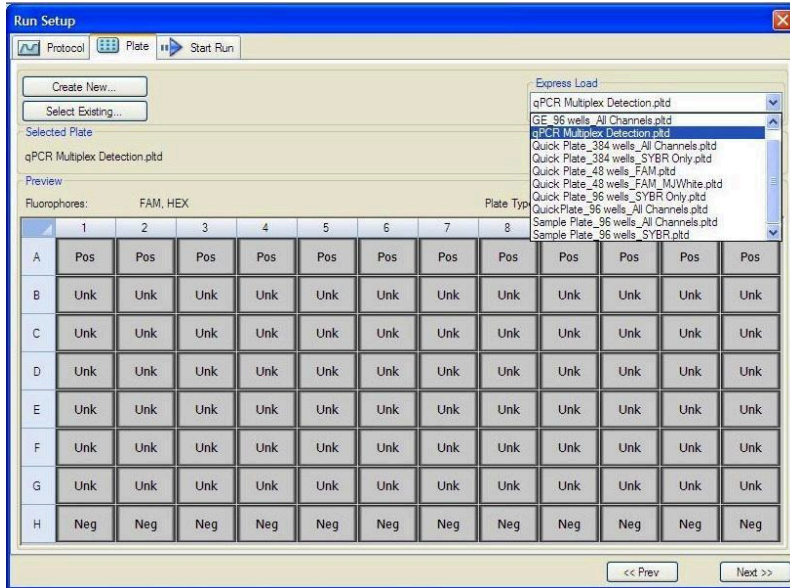 Run Setup
Protocol Plate Start Run
Create New...
Select Existing...
Express Load
qPCR Multiplex Detection.pltd
GE_96 wells_All Channels.pltd
qPCR Multiplex Detection.pltd
Quick Plate_384 wells_All Channels.pltd
Quick Plate_384 wells_SYBR Only.pltd
Quick Plate_48 wells_FAM.pltd
Quick Plate_48 wells_FAM_MJWhite.pltd
Quick Plate_96 wells_SYBR Only.pltd
QuickPlate_96 wells_All Channels.pltd
Sample Plate_96 wells_All Channels.pltd
Sample Plate_96 wells_SYBR.pltd
Selected Plate
qPCR Multiplex Detection.pltd
Preview
Fluorophores: FAM, HEX Plate Type
1 2 3 4 5 6 7 8
A Pos Pos Pos Pos Pos Pos Pos Pos Pos Pos Pos Pos
B Unk Unk Unk Unk Unk Unk Unk Unk Unk Unk Unk Unk
C Unk Unk Unk Unk Unk Unk Unk Unk Unk Unk Unk Unk
D Unk Unk Unk Unk Unk Unk Unk Unk Unk Unk Unk Unk
E Unk Unk Unk Unk Unk Unk Unk Unk Unk Unk Unk Unk
F Unk Unk Unk Unk Unk Unk Unk Unk Unk Unk Unk Unk
G Unk Unk Unk Unk Unk Unk Unk Unk Unk Unk Unk Unk
H Neg Neg Neg Neg Neg Neg Neg Neg Neg Neg Neg Neg
<< Prev Next >>